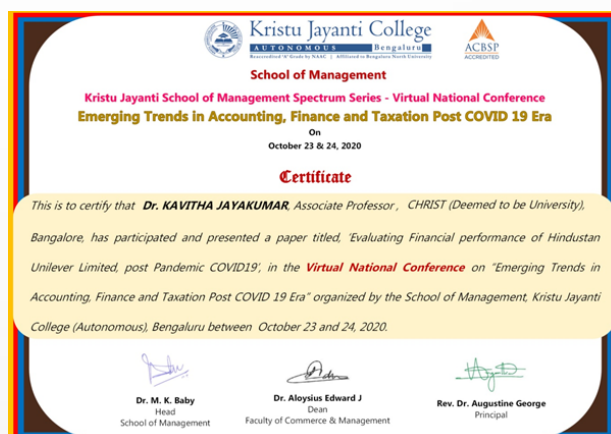 Kristu Jayanti College
AUTONOMOUS Bengaluru
Reaccredited 'A' Grade by NAAC | Affiliated to Bengaluru North University
ACBSP
ACCREDITED
School of Management
Kristu Jayanti School of Management Spectrum Series - Virtual National Conference
Emerging Trends in Accounting, Finance and Taxation Post COVID 19 Era
On
October 23 & 24, 2020
Certificate
This is to certify that Dr. KAVITHA JAYAKUMAR, Associate Professor , CHRIST (Deemed to be University),
Bangalore, has participated and presented a paper titled, 'Evaluating Financial performance of Hindustan
Unilever Limited, post Pandemic COVID19', in the Virtual National Conference on "Emerging Trends in
Accounting, Finance and Taxation Post COVID 19 Era" organized by the School of Management, Kristu Jayanti
College (Autonomous), Bengaluru between October 23 and 24, 2020.
Dr. M. K. Baby
Head
School of Management
Dr. Aloysius Edward J
Dean
Faculty of Commerce & Management
Rev. Dr. Augustine George
Principal